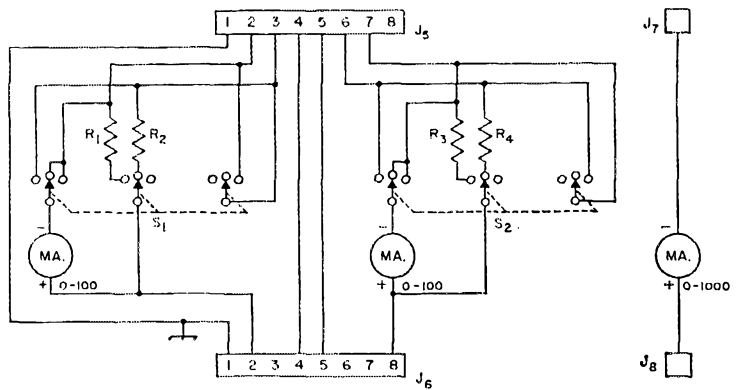 1 2 3 4 5 6 7 8
J5
J7
R1
R2
R3
R4
S1
S2
-
-
-
MA.
MA.
MA.
+ 0-100
+ 0-100
+ 0-1000
1 2 3 4 5 6 7 8
J6
J8